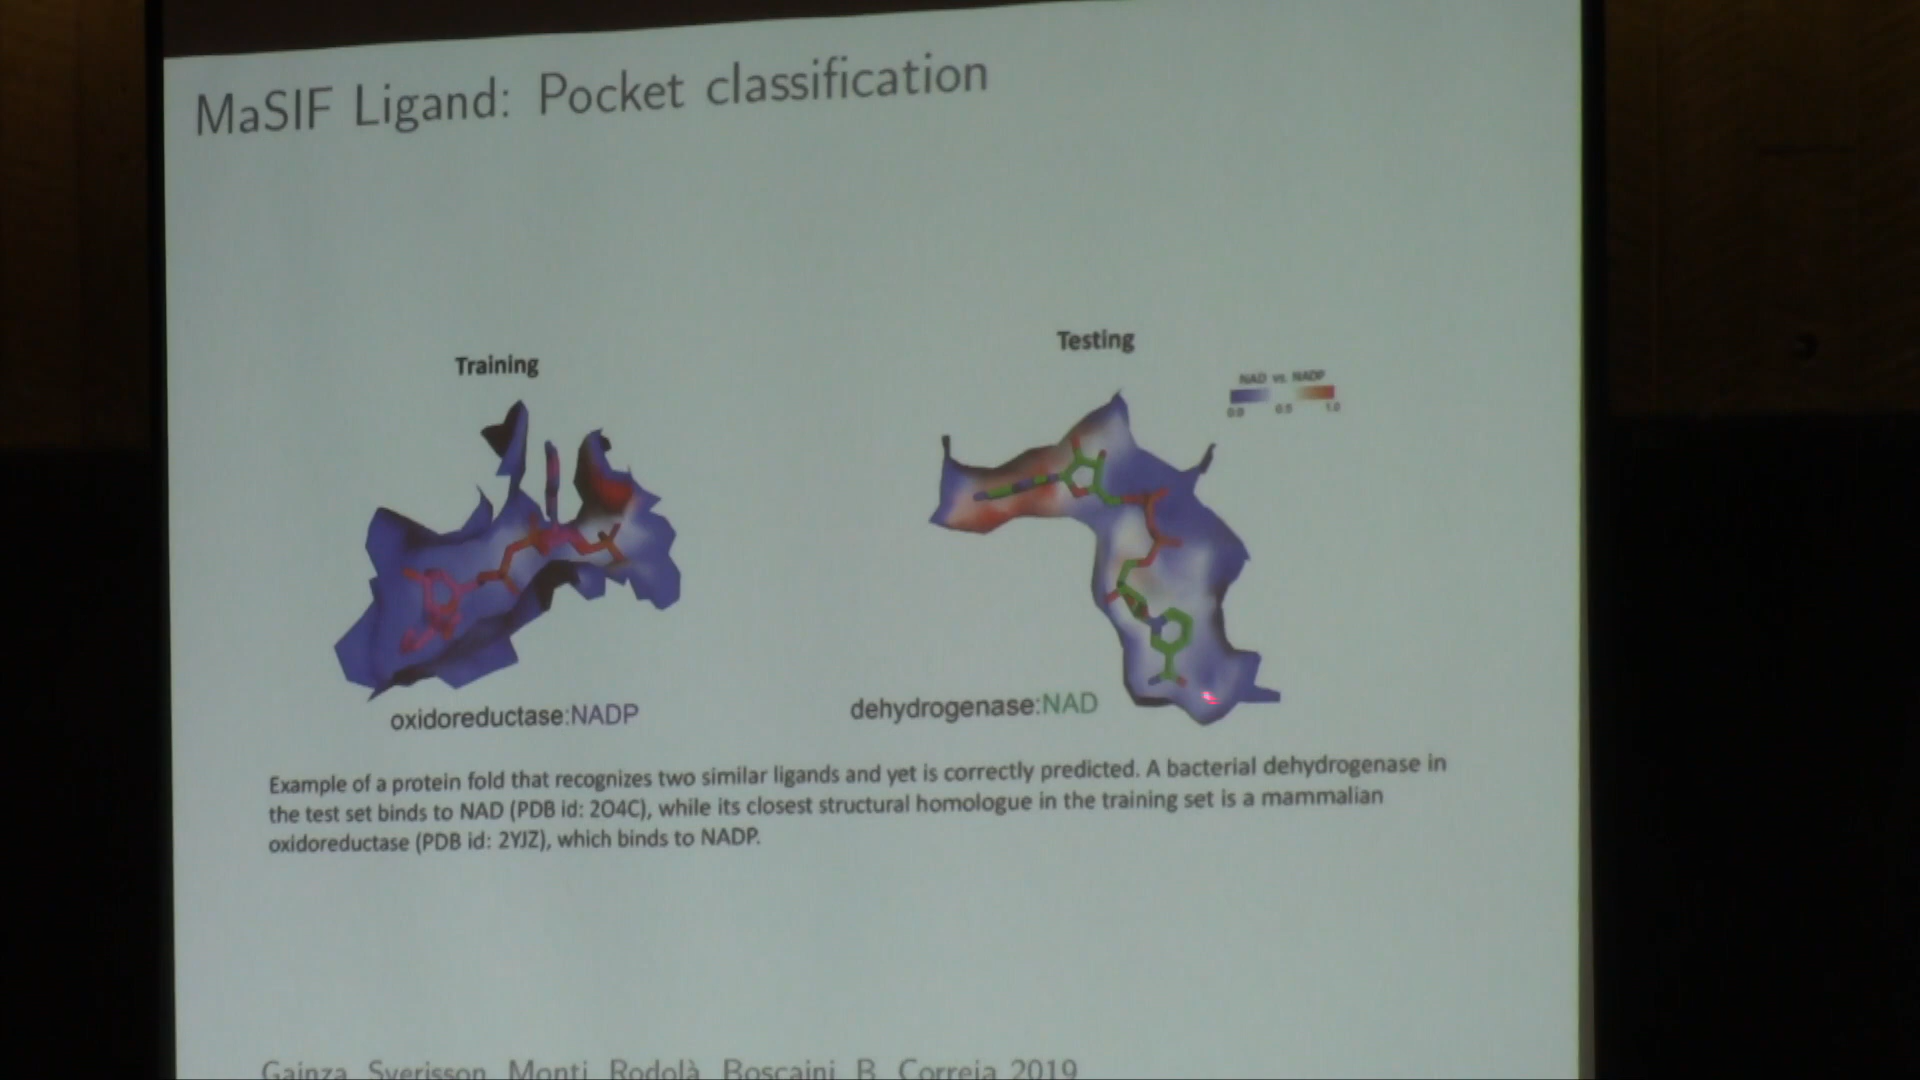 MaSIF Ligand: Pocket classification
Training
Testing
NAD vs. NADP
0.0 0.5 1.0
oxidoreductase:NADP
dehydrogenase:NAD
Example of a protein fold that recognizes two similar ligands and yet is correctly predicted. A bacterial dehydrogenase in
the test set binds to NAD (PDB id: 2O4C), while its closest structural homologue in the training set is a mammalian
oxidoreductase (PDB id: 2YJZ), which binds to NADP.
Gainza, Sverisson, Monti, Rodolà, Boscaini, B, Correia 2019